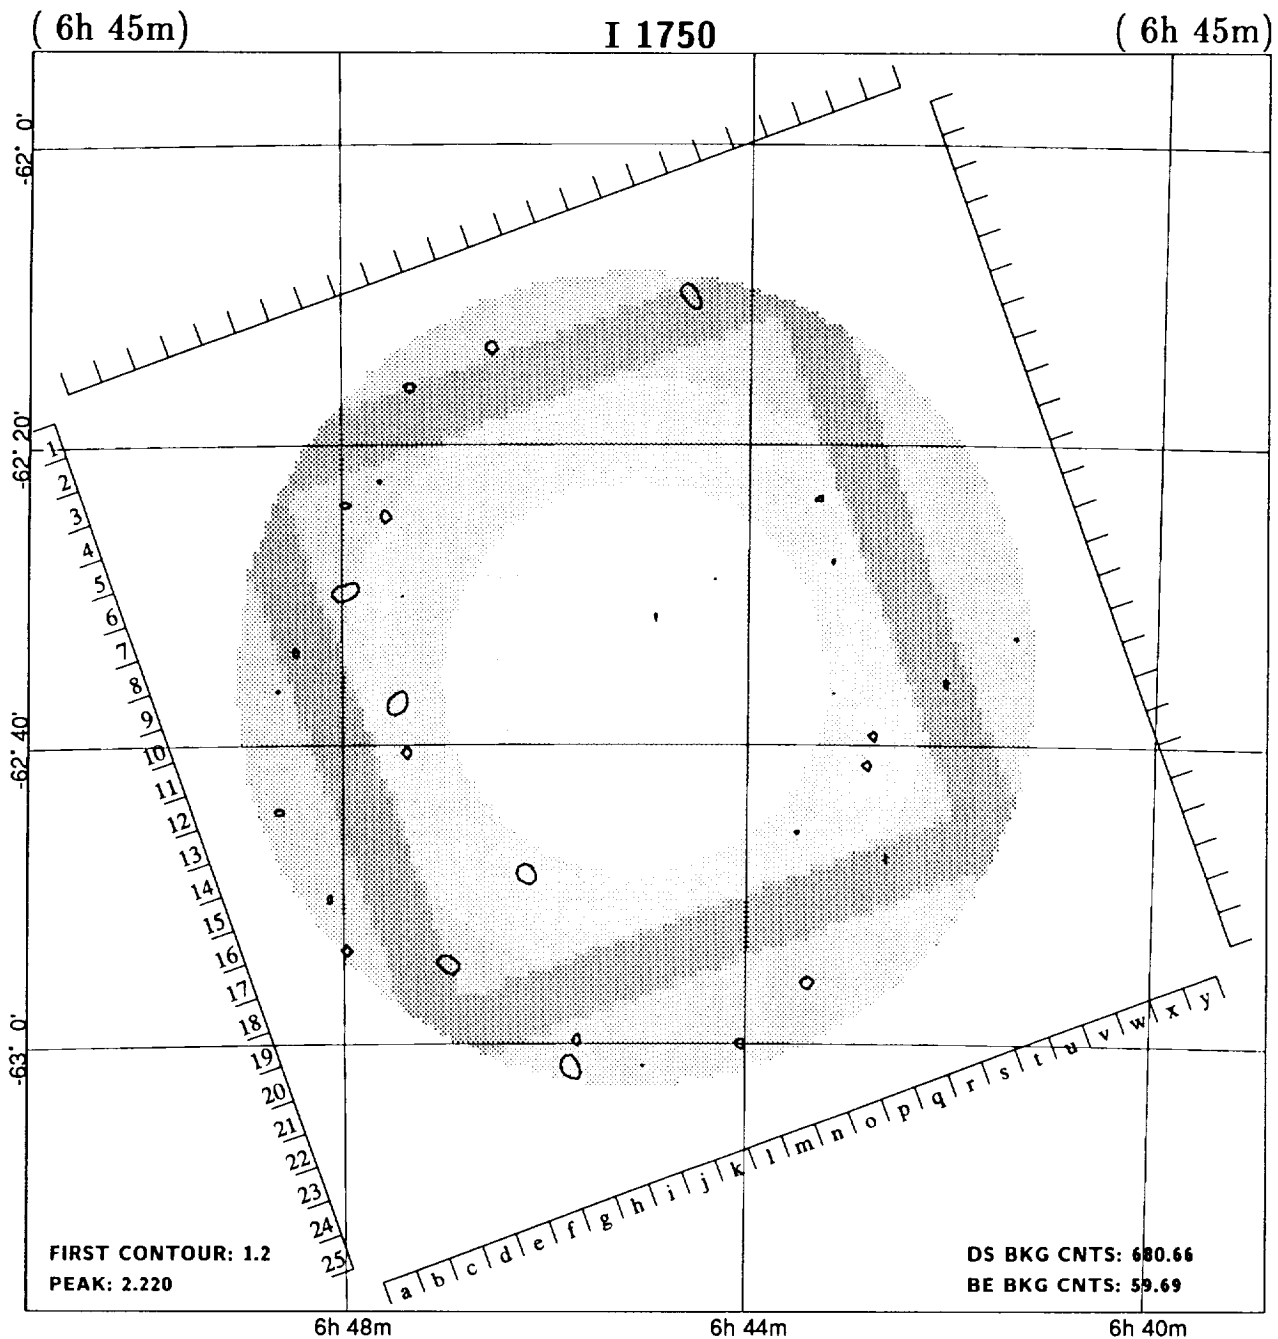 ( 6h 45m)
I 1750
( 6h 45m)
-62° 0'
-62° 20'
-62° 40'
-63° 0'
1
2
3
4
5
6
7
8
9
10
11
12
13
14
15
16
17
18
19
20
21
22
23
24
25
a b c d e f g h i j k l m n o p q r s t u v w x y
FIRST CONTOUR: 1.2
PEAK: 2.220
DS BKG CNTS: 680.66
BE BKG CNTS: 59.69
6h 48m
6h 44m
6h 40m